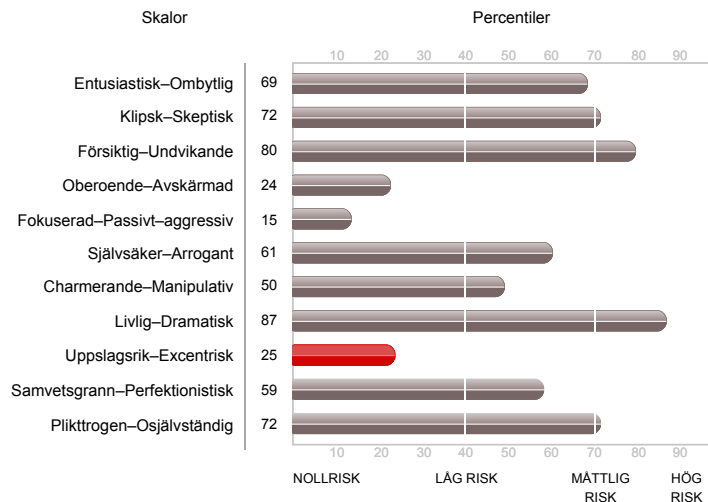 Skalor Percentiler
10 20 30 40 50 60 70 80 90
Entusiastisk–Ombytlig 69
Klipsk–Skeptisk 72
Försiktig–Undvikande 80
Oberoende–Avskärmad 24
Fokuserad–Passivt–aggressiv 15
Självsäker–Arrogant 61
Charmerande–Manipulativ 50
Livlig–Dramatisk 87
Uppslagsrik–Excentrisk 25
Samvetsgrann–Perfektionistisk 59
Plikttrogen–Osjälvständig 72
10 20 30 40 50 60 70 80 90
NOLLRISK LÅG RISK MÅTTLIG HÖG
RISK RISK